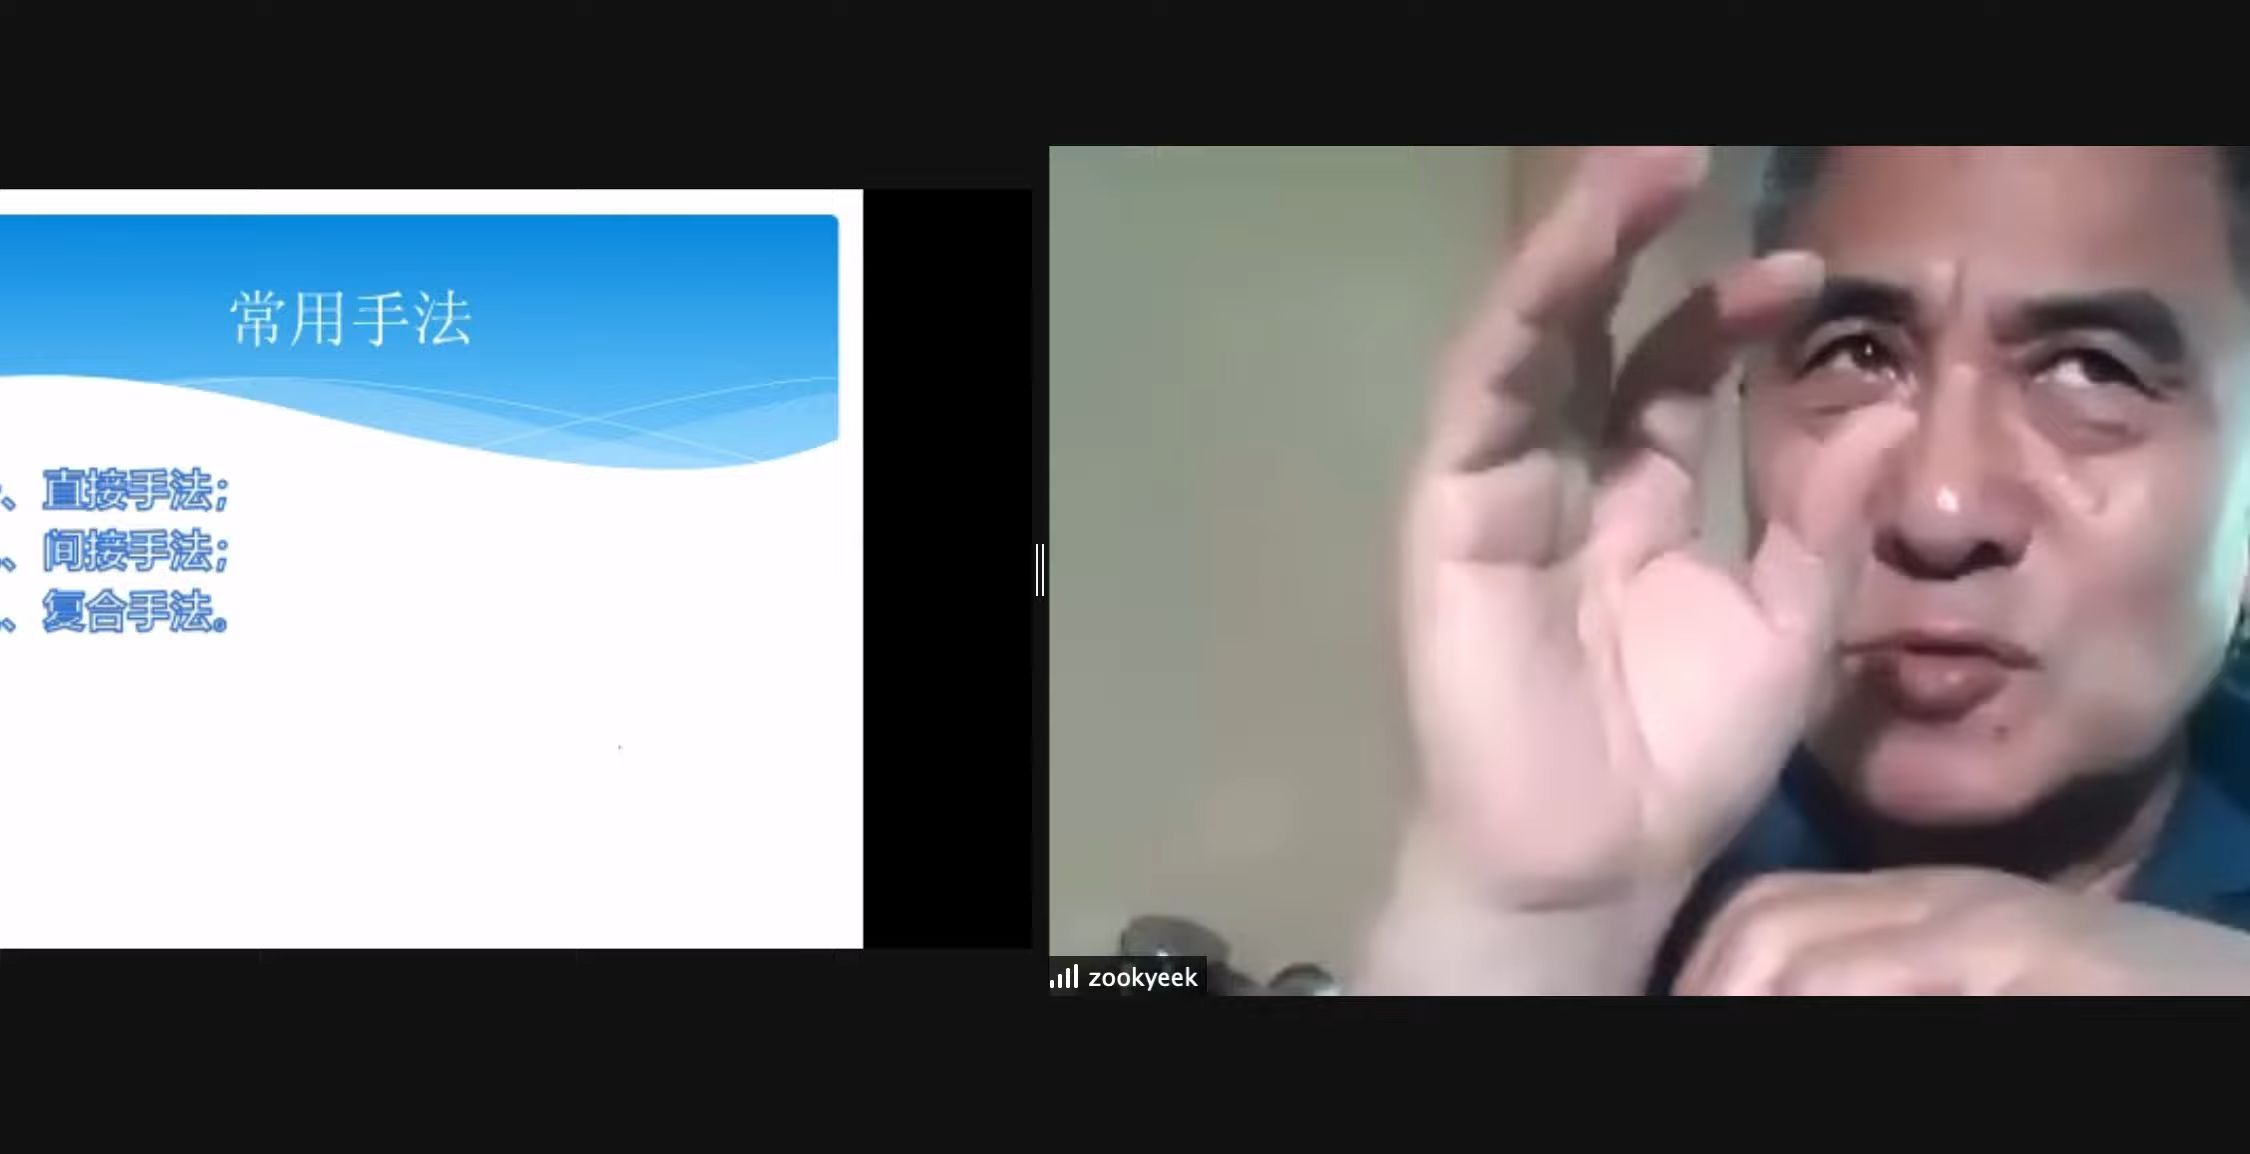 常用手法
、直接手法；
、间接手法；
、复合手法。
zookyeek